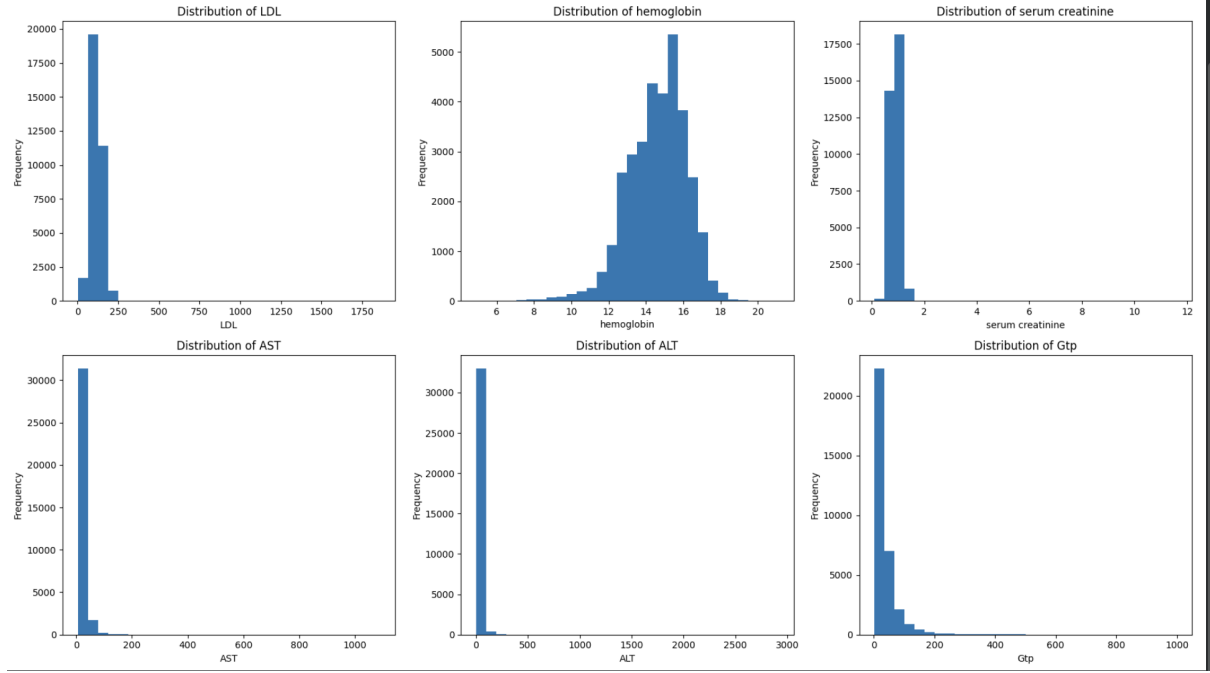 Distribution of LDL
20000
17500
15000
12500
10000
7500
5000
2500
0
Frequency
0 250 500 750 1000 1250 1500 1750
LDL
Distribution of hemoglobin
5000
4000
3000
2000
1000
0
Frequency
6 8 10 12 14 16 18 20
hemoglobin
Distribution of serum creatinine
17500
15000
12500
10000
7500
5000
2500
0
Frequency
0 2 4 6 8 10 12
serum creatinine
Distribution of AST
30000
25000
20000
15000
10000
5000
0
Frequency
0 200 400 600 800 1000
AST
Distribution of ALT
30000
25000
20000
15000
10000
5000
0
Frequency
0 500 1000 1500 2000 2500 3000
ALT
Distribution of Gtp
20000
15000
10000
5000
0
Frequency
0 200 400 600 800 1000
Gtp